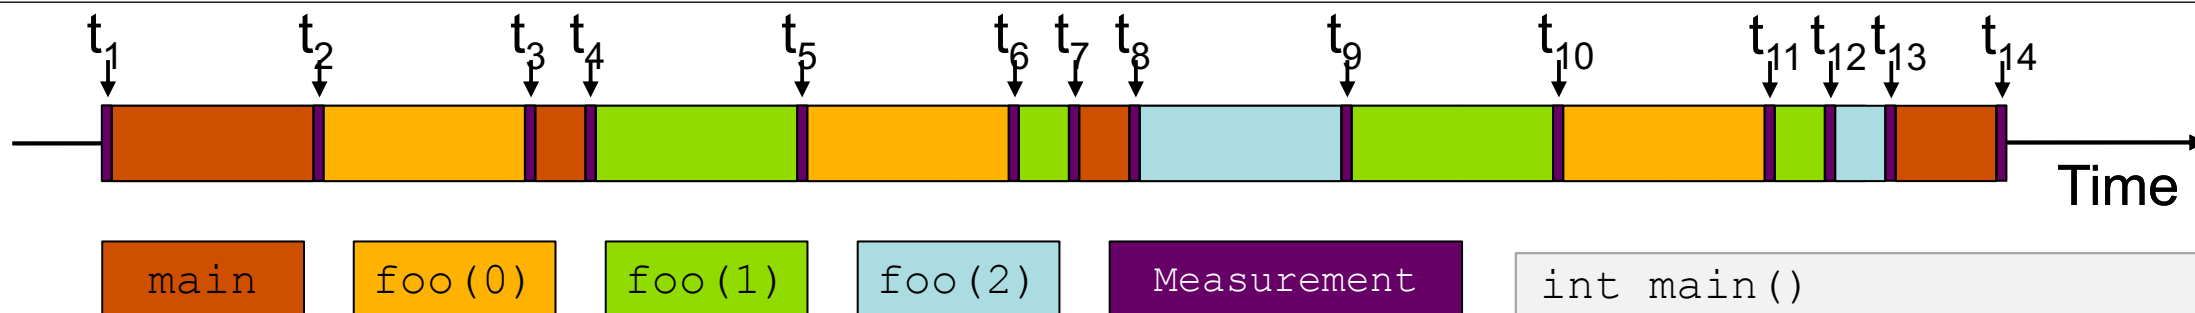 t1 t2 t3 t4 t5 t6 t7 t8 t9 t10 t11 t12 t13 t14
Time
main foo(0) foo(1) foo(2) Measurement int main()